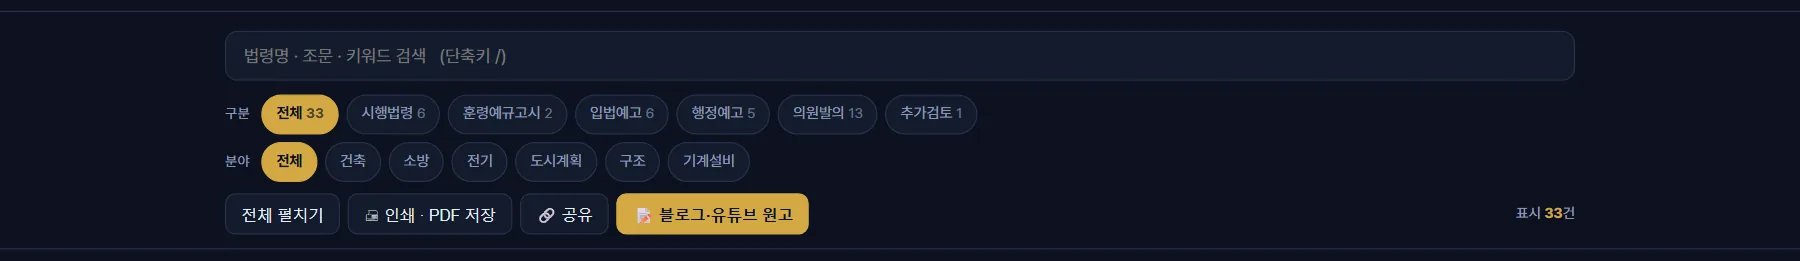 법령명 · 조문 · 키워드 검색 (단축키 /)
구분 전체 33 시행법령 6 훈령예규고시 2 입법예고 6 행정예고 5 의원발의 13 추가검토 1
분야 전체 건축 소방 전기 도시계획 구조 기계설비
전체 펼치기 인쇄 · PDF 저장 공유 블로그·유튜브 원고 표시 33건